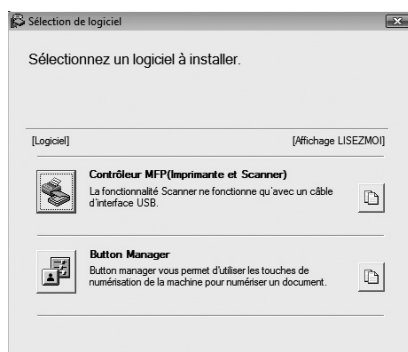 Sélection de logiciel
Sélectionnez un logiciel à installer.
[Logiciel] [Affichage LISEZMOI]
Contrôleur MFP(Imprimante et Scanner)
La fonctionnalité Scanner ne fonctionne qu'avec un câble
d'interface USB.
Button Manager
Button manager vous permet d'utiliser les touches de
numérisation de la machine pour numériser un document.